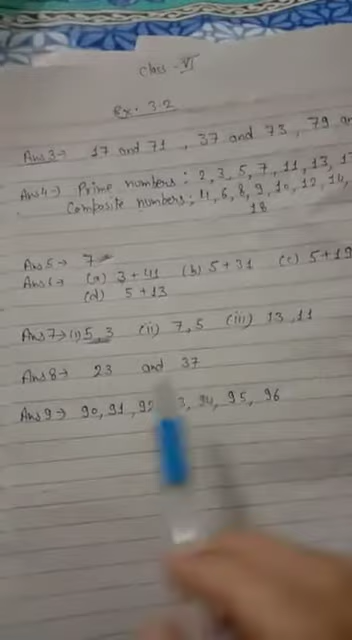 Class - VI
Ex. 3.2
Ans 3→ 17 and 71 , 37 and 73 , 79
Ans 4→ Prime numbers : 2, 3, 5, 7, 11, 13,
Composite numbers : 4, 6, 8, 9, 10, 12, 14,
18
Ans 5→ 7
Ans 6→ (a) 3 + 41 (b) 5 + 31 (c) 5 + 19
(d) 5 + 13
Ans 7→ (i) 5, 3 (ii) 7, 5 (iii) 13, 11
Ans 8→ 23 and 37
Ans 9→ 90, 91, 3, 94, 95, 96